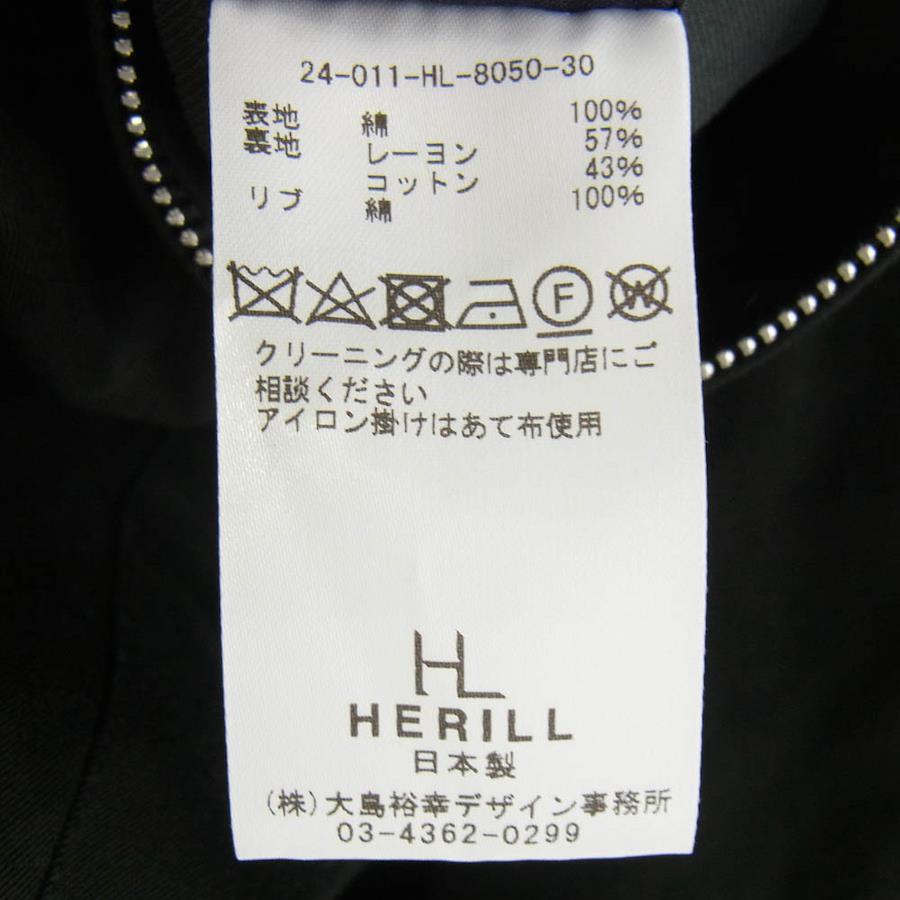 24-011-HL-8050-30
表地 綿 100%
裏地 レーヨン 57%
コットン 43%
リブ 綿 100%
F
W
クリーニングの際は専門店にご
相談ください
アイロン掛けはあて布使用
HL
HERILL
日本製
(株)大島裕幸デザイン事務所
03-4362-0299